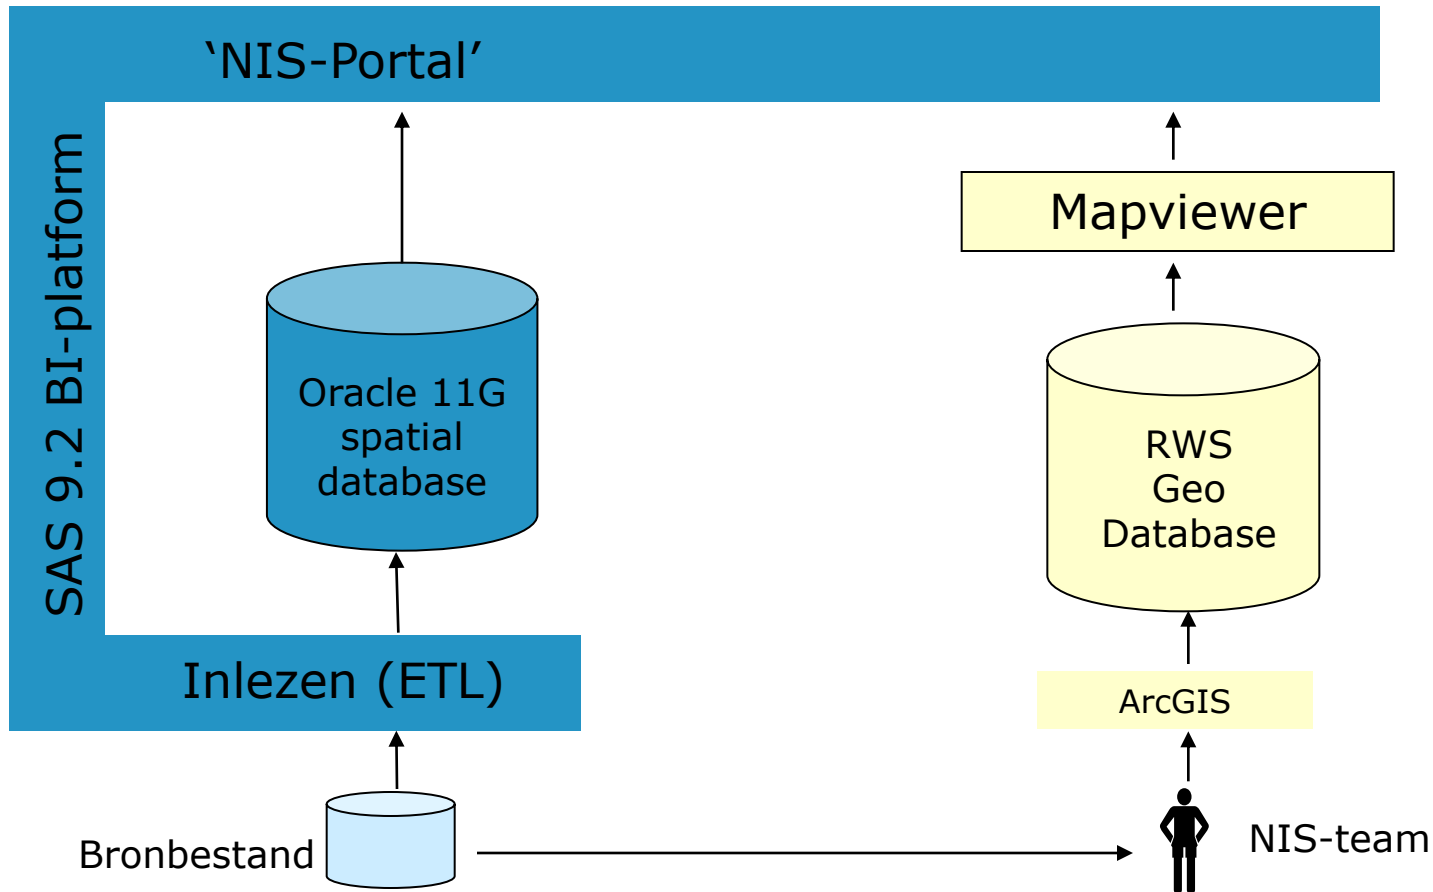 ‘NIS-Portal’
SAS 9.2 BI-platform
Mapviewer
Oracle 11G
spatial
database
RWS
Geo
Database
Inlezen (ETL)
ArcGIS
Bronbestand
NIS-team